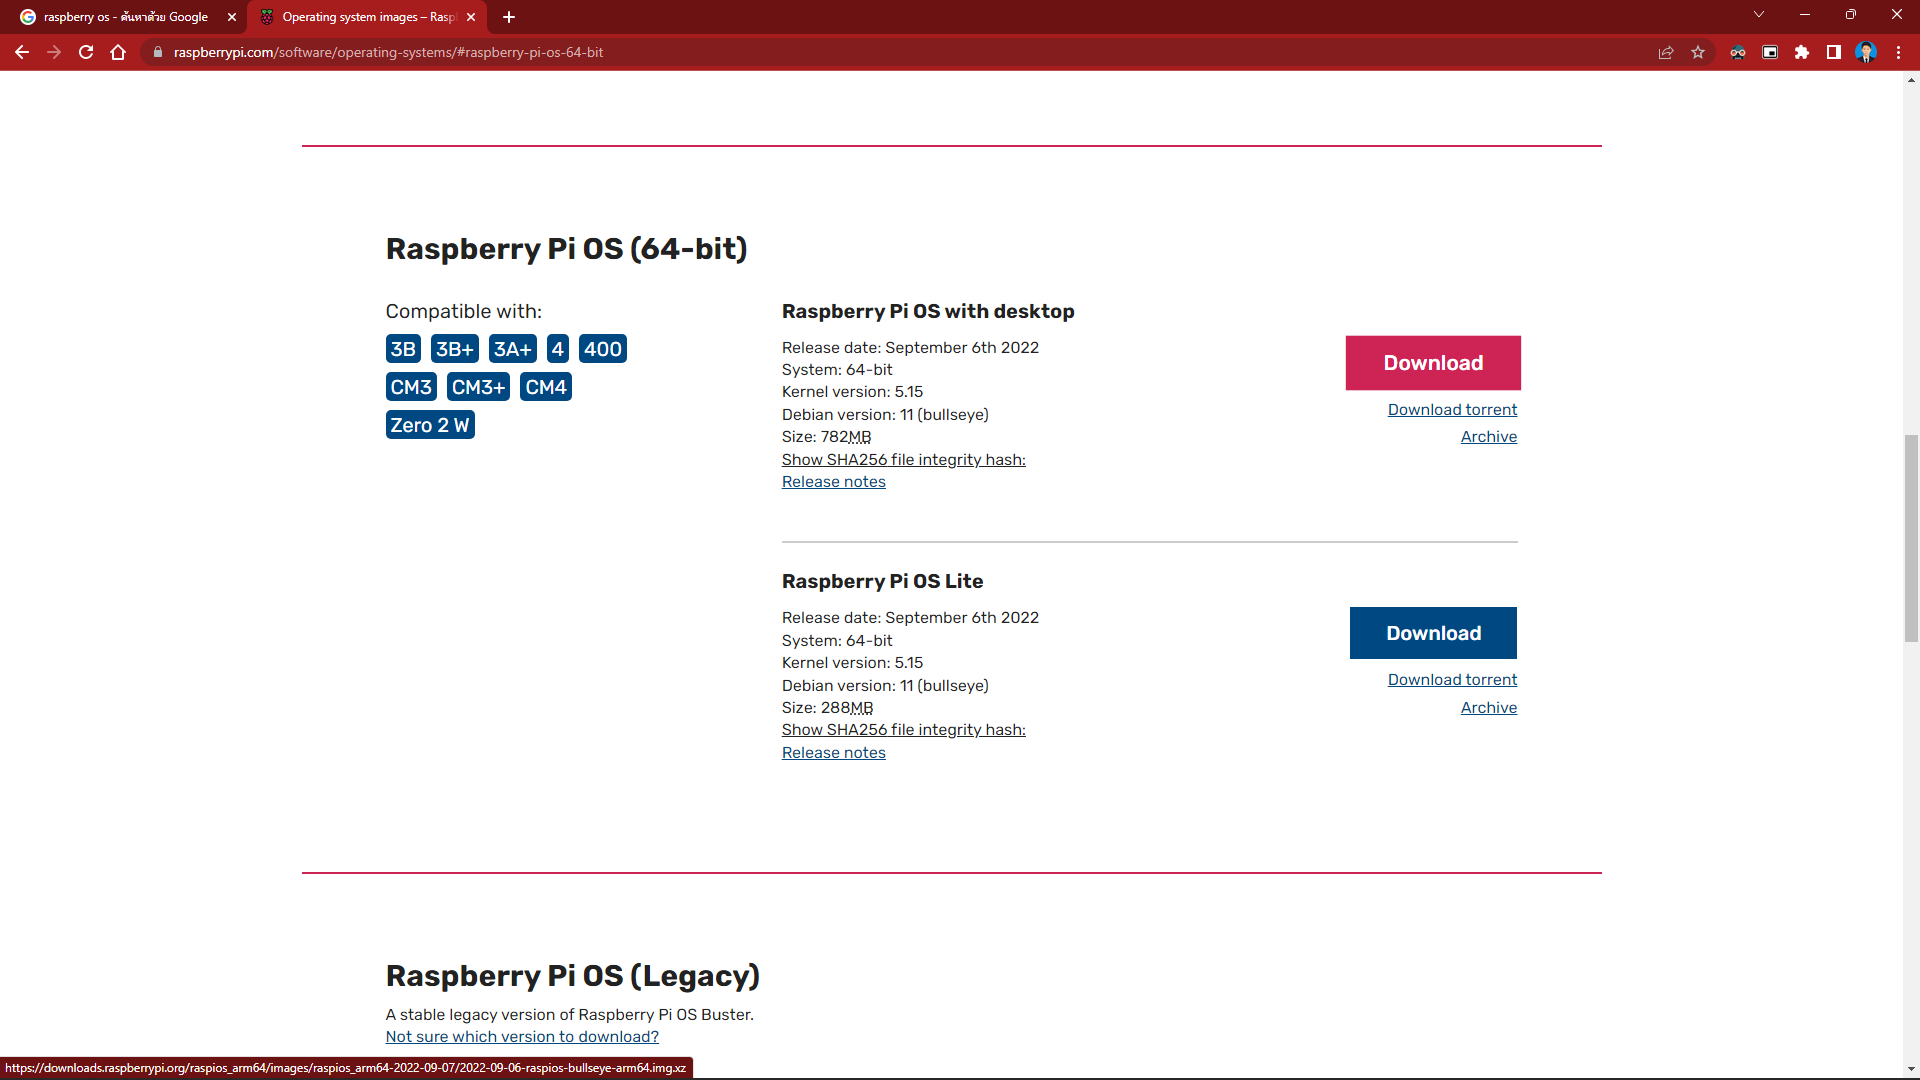 raspberry os - ค้นหาด้วย Google
Operating system images – Rasp
raspberrypi.com/software/operating-systems/#raspberry-pi-os-64-bit
Raspberry Pi OS (64-bit)
Compatible with:
3B 3B+ 3A+ 4 400
CM3 CM3+ CM4
Zero 2 W
Raspberry Pi OS with desktop
Release date: September 6th 2022
System: 64-bit
Kernel version: 5.15
Debian version: 11 (bullseye)
Size: 782MB
Show SHA256 file integrity hash:
Release notes
Download
Download torrent
Archive
Raspberry Pi OS Lite
Release date: September 6th 2022
System: 64-bit
Kernel version: 5.15
Debian version: 11 (bullseye)
Size: 288MB
Show SHA256 file integrity hash:
Release notes
Download
Download torrent
Archive
Raspberry Pi OS (Legacy)
A stable legacy version of Raspberry Pi OS Buster.
Not sure which version to download?
https://downloads.raspberrypi.org/raspios_arm64/images/raspios_arm64-2022-09-07/2022-09-06-raspios-bullseye-arm64.img.xz